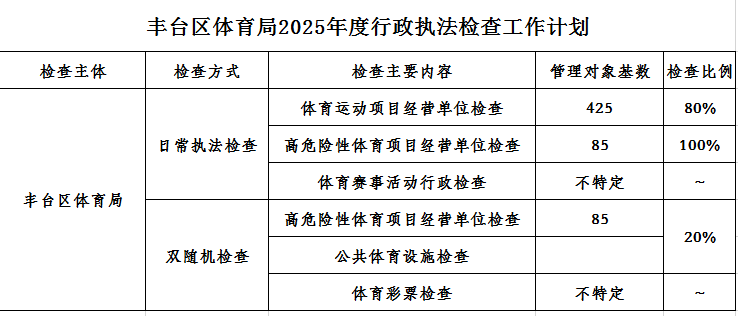 丰台区体育局2025年度行政执法检查工作计划
检查主体 检查方式 检查主要内容 管理对象基数 检查比例
丰台区体育局 日常执法检查 体育运动项目经营单位检查 425 80%
高危险性体育项目经营单位检查 85 100%
体育赛事活动行政检查 不特定 ~
双随机检查 高危险性体育项目经营单位检查 85 20%
公共体育设施检查
体育彩票检查 不特定 ~